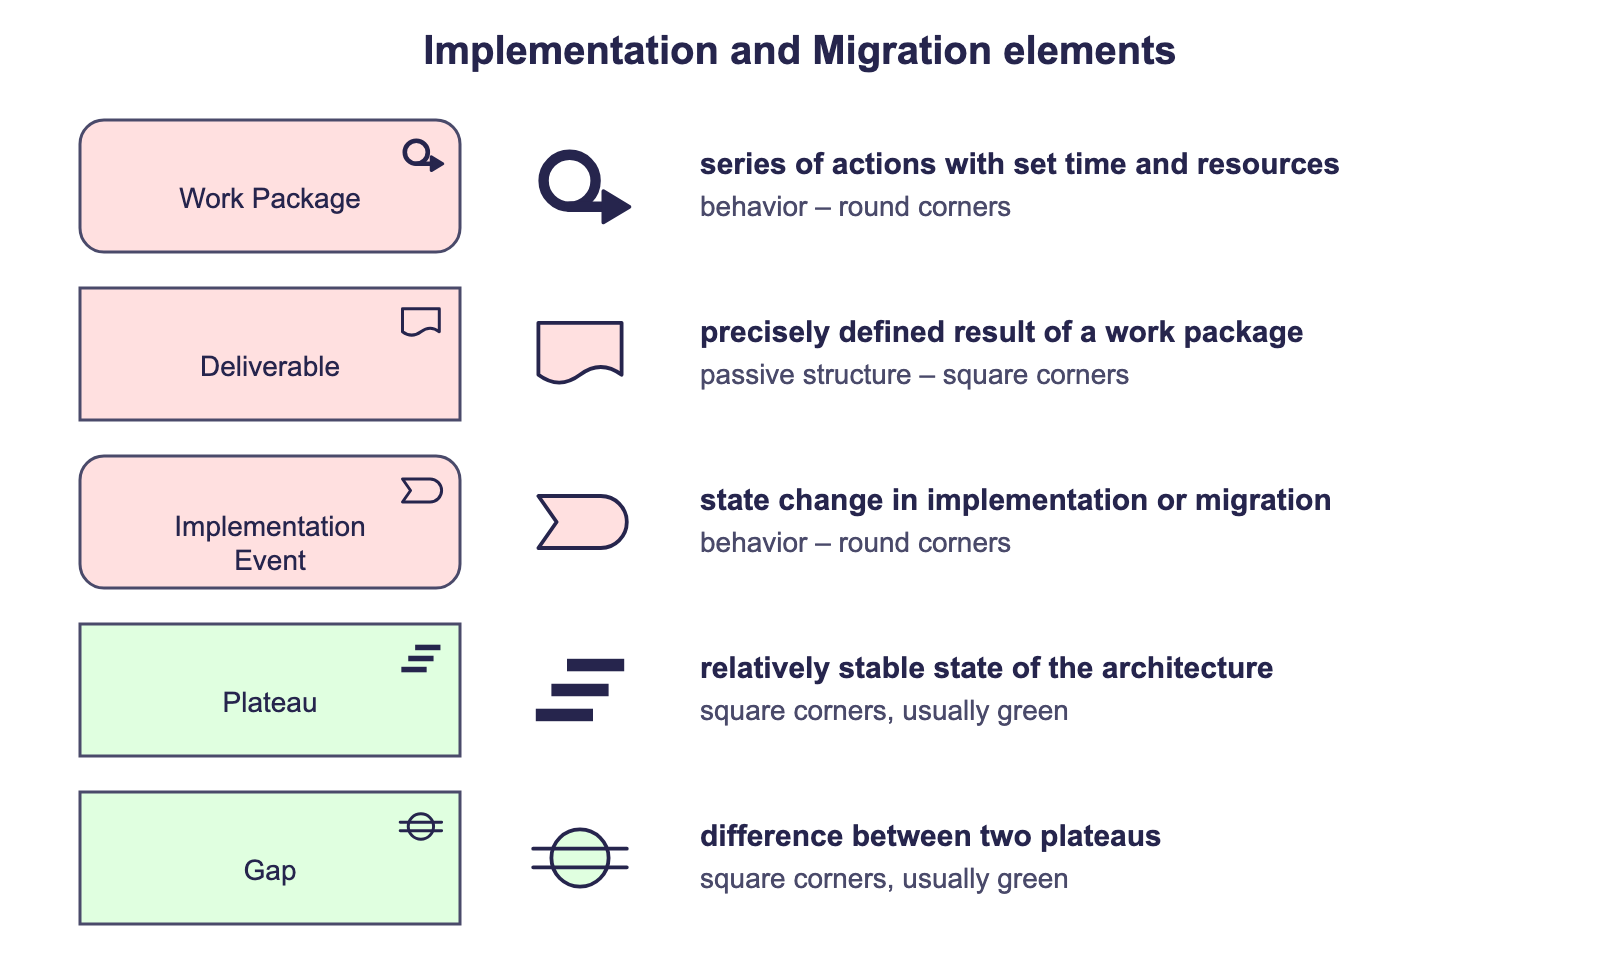 Implementation and Migration elements
Work Package
series of actions with set time and resources
behavior – round corners
Deliverable
precisely defined result of a work package
passive structure – square corners
Implementation
Event
state change in implementation or migration
behavior – round corners
Plateau
relatively stable state of the architecture
square corners, usually green
Gap
difference between two plateaus
square corners, usually green